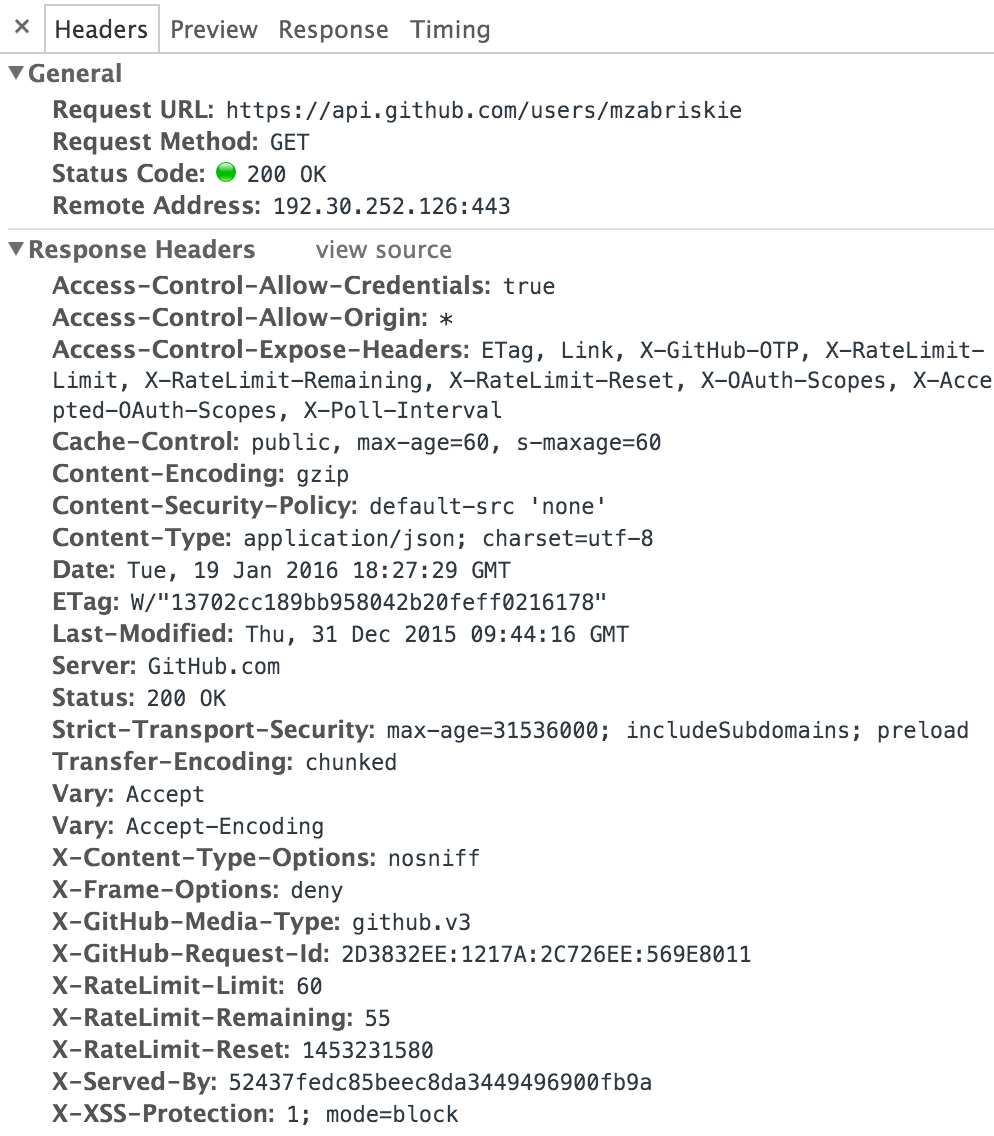 × Headers Preview Response Timing
▼ General
Request URL: https://api.github.com/users/mzabriskie
Request Method: GET
Status Code: 200 OK
Remote Address: 192.30.252.126:443
▼ Response Headers view source
Access-Control-Allow-Credentials: true
Access-Control-Allow-Origin: *
Access-Control-Expose-Headers: ETag, Link, X-GitHub-OTP, X-RateLimit-
Limit, X-RateLimit-Remaining, X-RateLimit-Reset, X-OAuth-Scopes, X-Acce
pted-OAuth-Scopes, X-Poll-Interval
Cache-Control: public, max-age=60, s-maxage=60
Content-Encoding: gzip
Content-Security-Policy: default-src 'none'
Content-Type: application/json; charset=utf-8
Date: Tue, 19 Jan 2016 18:27:29 GMT
ETag: W/"13702cc189bb958042b20feff0216178"
Last-Modified: Thu, 31 Dec 2015 09:44:16 GMT
Server: GitHub.com
Status: 200 OK
Strict-Transport-Security: max-age=31536000; includeSubdomains; preload
Transfer-Encoding: chunked
Vary: Accept
Vary: Accept-Encoding
X-Content-Type-Options: nosniff
X-Frame-Options: deny
X-GitHub-Media-Type: github.v3
X-GitHub-Request-Id: 2D3832EE:1217A:2C726EE:569E8011
X-RateLimit-Limit: 60
X-RateLimit-Remaining: 55
X-RateLimit-Reset: 1453231580
X-Served-By: 52437fedc85beec8da3449496900fb9a
X-XSS-Protection: 1; mode=block